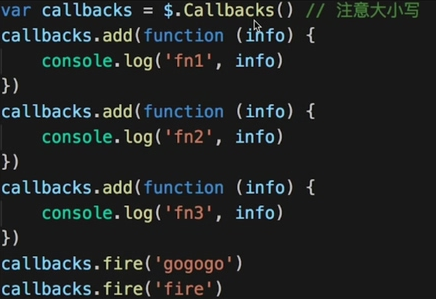 var callbacks = $.Callbacks() // 注意大小写
callbacks.add(function (info) {
    console.log('fn1', info)
})
callbacks.add(function (info) {
    console.log('fn2', info)
})
callbacks.add(function (info) {
    console.log('fn3', info)
})
callbacks.fire('gogogo')
callbacks.fire('fire')